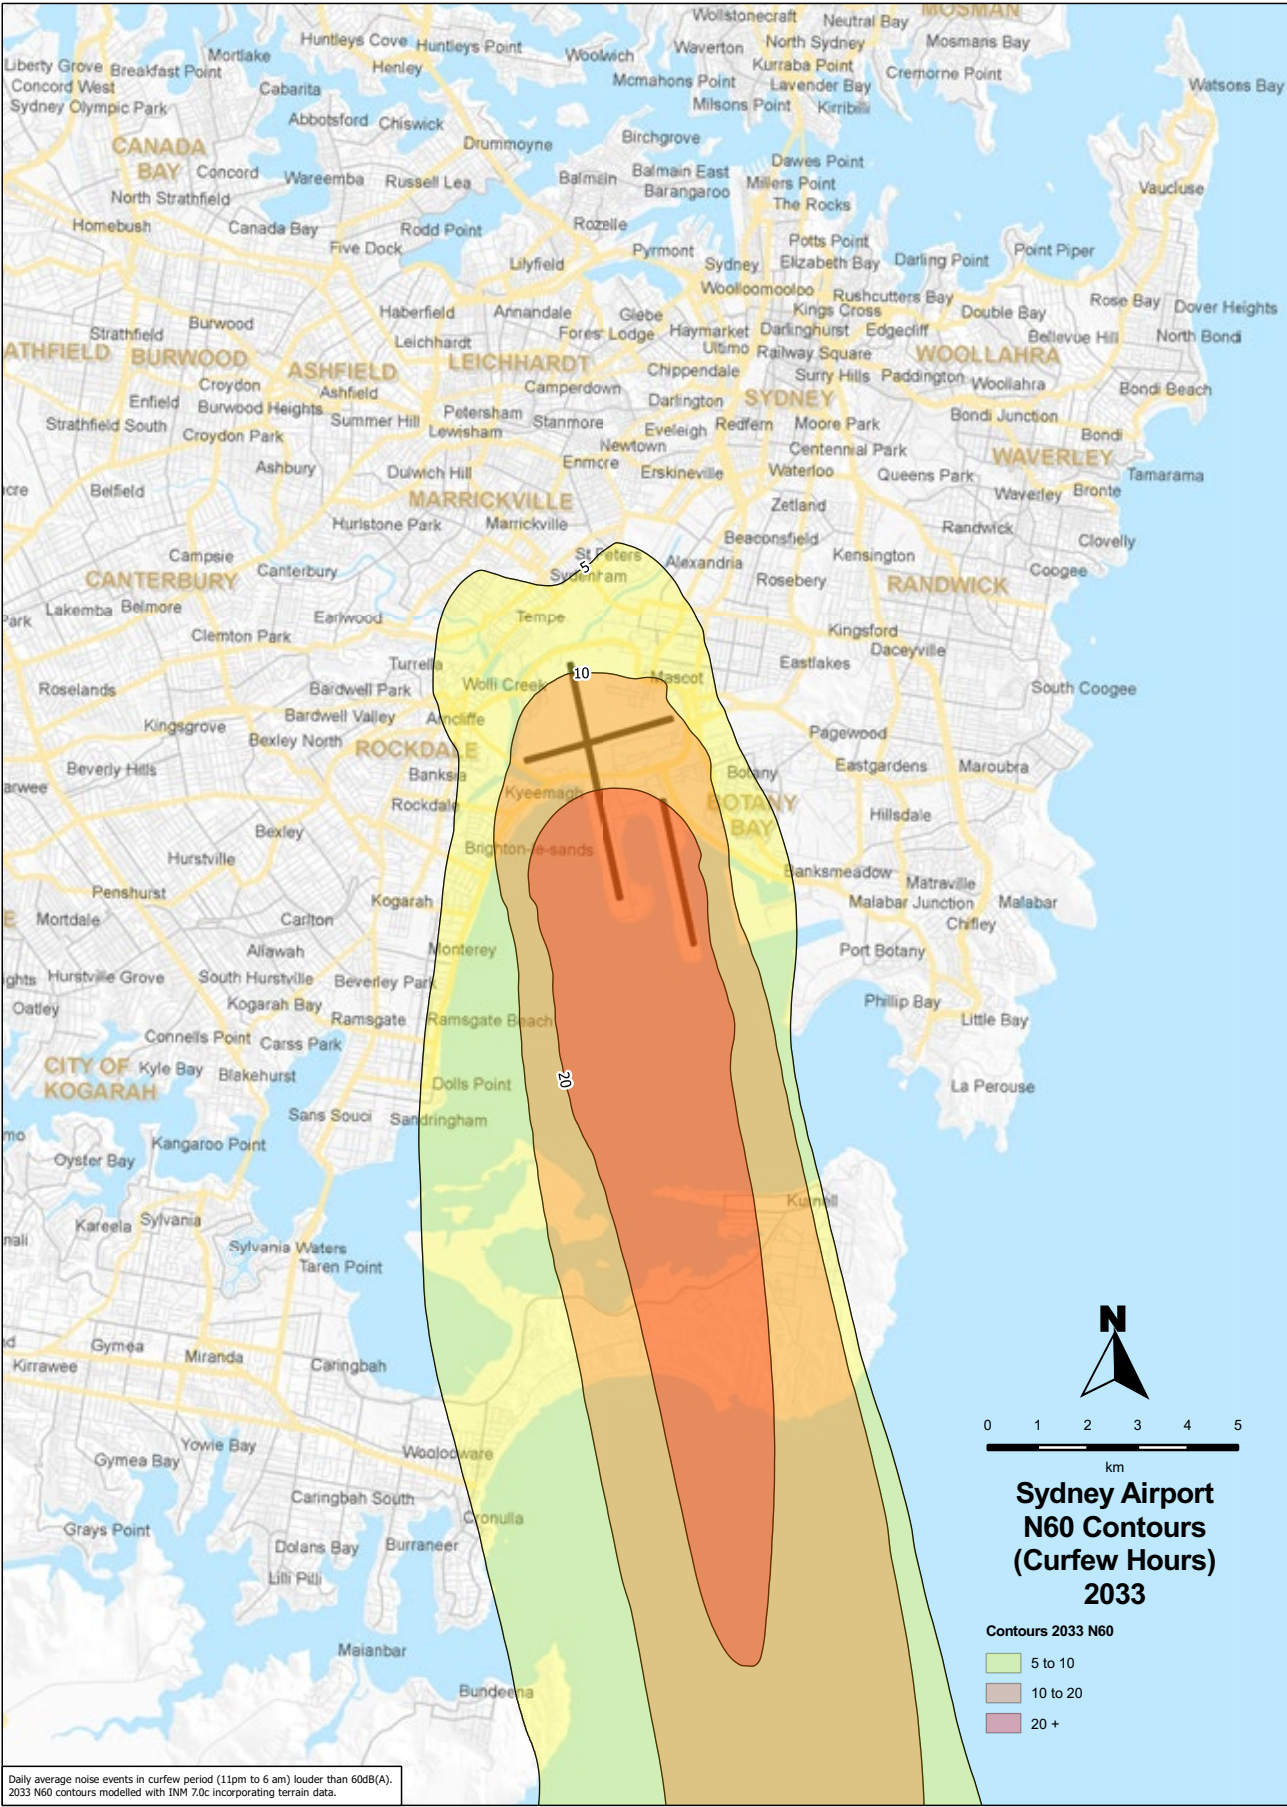 Wollstonecraft
Neutral Bay
MOSMAN
Huntleys Cove
Huntleys Point
Waverton
North Sydney
Mosmans Bay
Mortlake
Woolwich
Liberty Grove
Breakfast Point
Henley
Kurraba Point
Cremorne Point
Concord West
Cabarita
Mcmahons Point
Lavender Bay
Watsons Bay
Sydney Olympic Park
Milsons Point
Kirribilli
Abbotsford
Chiswick
CANADA
BAY
Drummoyne
Birchgrove
Dawes Point
Concord
Wareemba
Russell Lea
Balmain
Balmain East
Barangaroo
Millers Point
The Rocks
Vaucluse
North Strathfield
Homebush
Canada Bay
Rodd Point
Rozelle
Five Dock
Pyrmont
Potts Point
Lilyfield
Sydney
Elizabeth Bay
Darling Point
Point Piper
Woolloomooloo
Rushcutters Bay
Rose Bay
Dover Heights
Haberfield
Annandale
Glebe
Kings Cross
Double Bay
Strathfield
Burwood
Forest Lodge
Haymarket
Darlinghurst
Edgecliff
Bellevue Hill
North Bondi
Leichhardt
Ultimo
Railway Square
ATHFIELD
BURWOOD
ASHFIELD
LEICHHARDT
WOOLLAHRA
Chippendale
Surry Hills
Paddington
Woollahra
Croydon
Ashfield
Camperdown
Bondi Beach
Enfield
Burwood Heights
Darlington
SYDNEY
Strathfield South
Croydon Park
Summer Hill
Petersham
Lewisham
Stanmore
Eveleigh
Redfern
Moore Park
Bondi Junction
Bondi
Newtown
Centennial Park
WAVERLEY
Ashbury
Dulwich Hill
Enmore
Erskineville
Waterloo
Queens Park
Tamarama
cre
Belfield
MARRICKVILLE
Zetland
Waverley
Bronte
Hurlstone Park
Marrickville
Beaconsfield
Randwick
Clovelly
Campsie
St Peters
Alexandria
Kensington
CANTERBURY
Canterbury
5
Sydenham
Rosebery
RANDWICK
Coogee
Park
Lakemba
Belmore
Earlwood
Tempe
Clemton Park
Kingsford
Daceyville
Turrella
10
Mascot
Eastlakes
Roselands
Bardwell Park
Wolli Creek
South Coogee
Kingsgrove
Bardwell Valley
Arncliffe
Pagewood
Bexley North
ROCKDALE
Beverly Hills
Banksia
Botany
Eastgardens
Maroubra
arwee
Rockdale
Kyeemagh
BOTANY
BAY
Hillsdale
Bexley
Hurstville
Brighton-le-sands
Banksmeadow
Matraville
Penshurst
Kogarah
Malabar Junction
Malabar
E
Mortdale
Carlton
Chifley
Allawah
Monterey
Port Botany
ghts
Hurstville Grove
South Hurstville
Beverley Park
Oatley
Kogarah Bay
Ramsgate
Ramsgate Beach
Phillip Bay
Little Bay
Connells Point
Carss Park
CITY OF
KOGARAH
Kyle Bay
Blakehurst
20
Dolls Point
La Perouse
Sans Souci
Sandringham
mo
Kangaroo Point
Oyster Bay
Kurnell
Kareela
Sylvania
nali
Sylvania Waters
Taren Point
Gymea
Miranda
Caringbah
Kirrawee
N
0 1 2 3 4 5
km
Yowie Bay
Gymea Bay
Woolooware
Caringbah South
Cronulla
Grays Point
Dolans Bay
Burraneer
Lilli Pilli
Maianbar
Bundeena
Sydney Airport
N60 Contours
(Curfew Hours)
2033
Contours 2033 N60
5 to 10
10 to 20
20 +
Daily average noise events in curfew period (11pm to 6 am) louder than 60dB(A).
2033 N60 contours modelled with INM 7.0c incorporating terrain data.